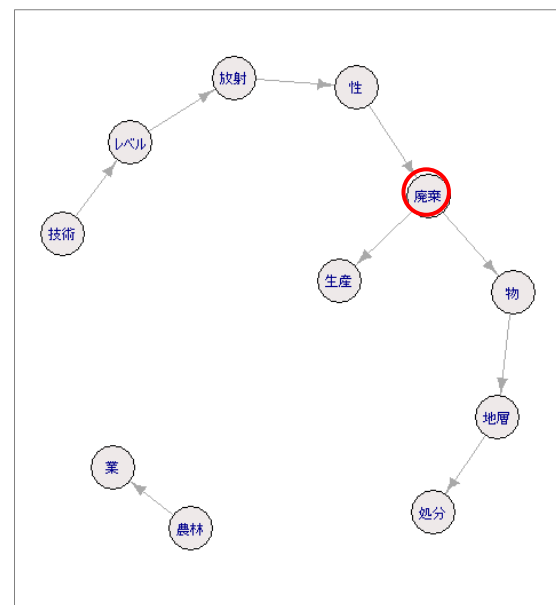 放射
性
レベル
廃棄
技術
生産
物
地層
業
処分
農林